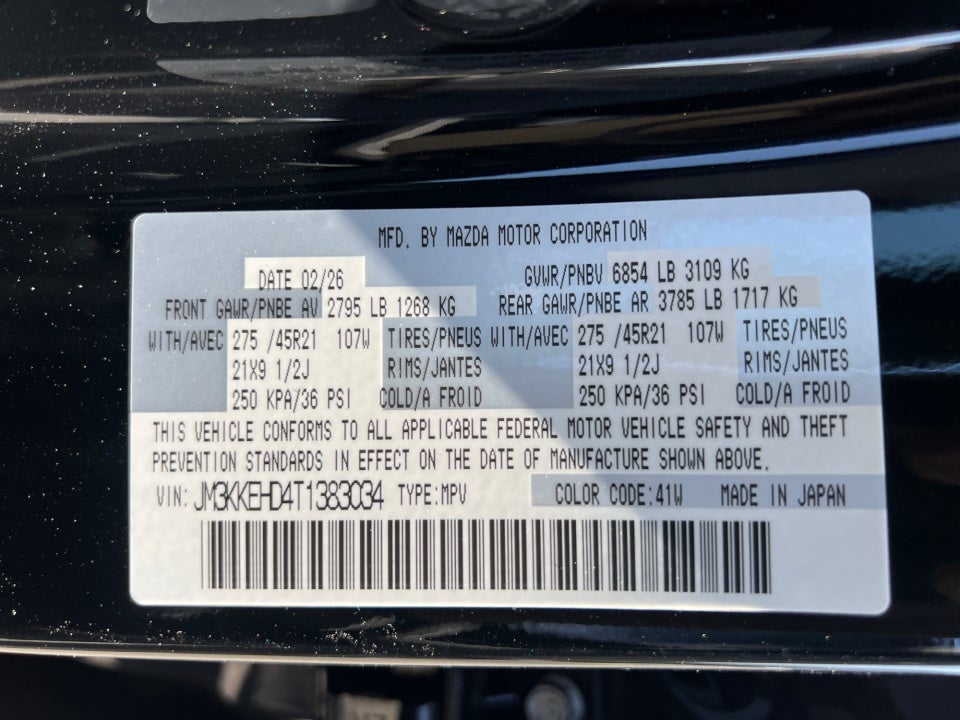 MFD. BY MAZDA MOTOR CORPORATION
DATE 02/26 GVWR/PNBV 6854 LB 3109 KG
FRONT GAWR/PNBE AV 2795 LB 1268 KG REAR GAWR/PNBE AR 3785 LB 1717 KG
WITH/AVEC 275 /45R21 107W TIRES/PNEUS WITH/AVEC 275 /45R21 107W TIRES/PNEUS
21X9 1/2J RIMS/JANTES 21X9 1/2J RIMS/JANTES
250 KPA/36 PSI COLD/A FROID 250 KPA/36 PSI COLD/A FROID
THIS VEHICLE CONFORMS TO ALL APPLICABLE FEDERAL MOTOR VEHICLE SAFETY AND THEFT
PREVENTION STANDARDS IN EFFECT ON THE DATE OF MANUFACTURE SHOWN ABOVE.
VIN: JM3KKEHD4T1383034 TYPE:MPV COLOR CODE:41W MADE IN JAPAN